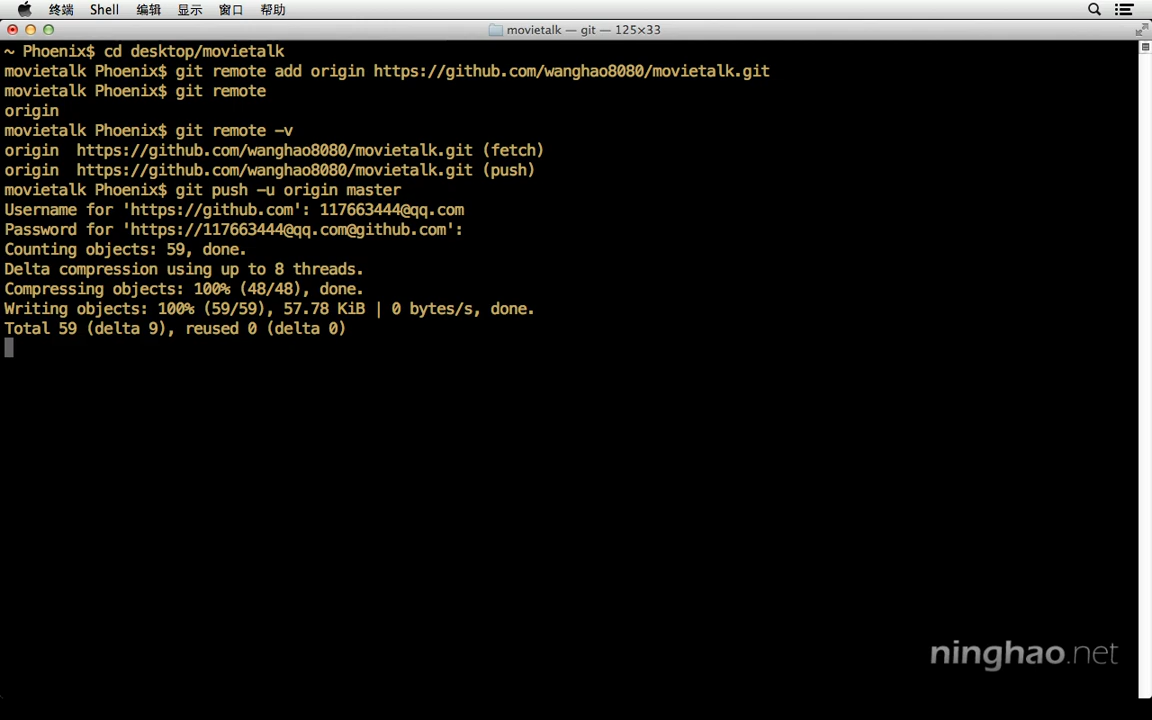 终端 Shell 编辑 显示 窗口 帮助
movietalk — git — 125×33
~ Phoenix$ cd desktop/movietalk
movietalk Phoenix$ git remote add origin https://github.com/wanghao8080/movietalk.git
movietalk Phoenix$ git remote
origin
movietalk Phoenix$ git remote -v
origin  https://github.com/wanghao8080/movietalk.git (fetch)
origin  https://github.com/wanghao8080/movietalk.git (push)
movietalk Phoenix$ git push -u origin master
Username for 'https://github.com': 117663444@qq.com
Password for 'https://117663444@qq.com@github.com':
Counting objects: 59, done.
Delta compression using up to 8 threads.
Compressing objects: 100% (48/48), done.
Writing objects: 100% (59/59), 57.78 KiB | 0 bytes/s, done.
Total 59 (delta 9), reused 0 (delta 0)
ninghao.net